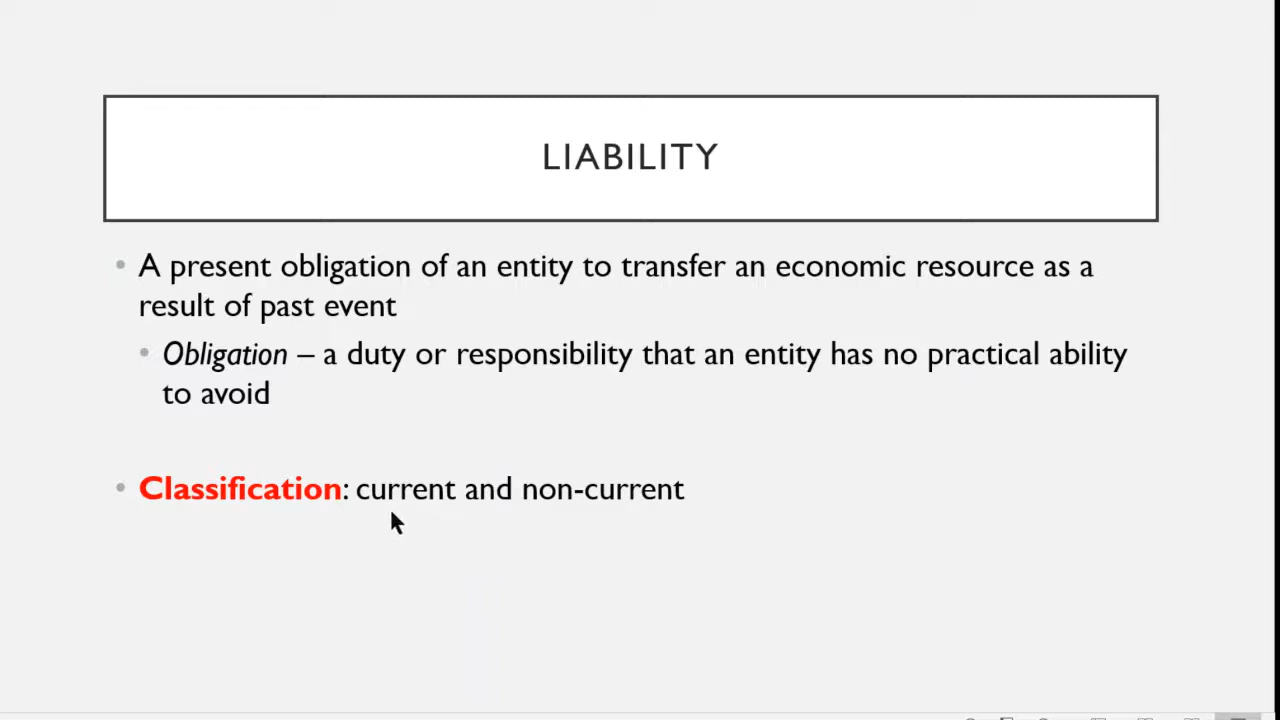 LIABILITY
• A present obligation of an entity to transfer an economic resource as a
result of past event
• Obligation – a duty or responsibility that an entity has no practical ability
to avoid
• Classification: current and non-current